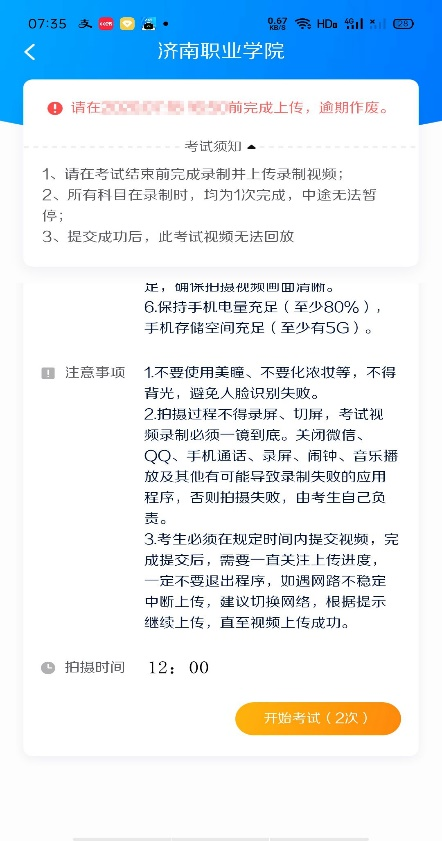 07:35
0.67 KB/S HD 4G 26
济南职业学院
请在前完成上传，逾期作废。
考试须知
1、请在考试结束前完成录制并上传录制视频；
2、所有科目在录制时，均为1次完成，中途无法暂
停；
3、提交成功后，此考试视频无法回放
足，确保拍摄视频画面清晰。
6.保持手机电量充足（至少80%），
手机存储空间充足（至少有5G）。
注意事项
1.不要使用美瞳、不要化浓妆等，不得
背光，避免人脸识别失败。
2.拍摄过程不得录屏、切屏，考试视
频录制必须一镜到底。关闭微信、
QQ、手机通话、录屏、闹钟、音乐播
放及其他有可能导致录制失败的应用
程序，否则拍摄失败，由考生自己负
责。
3.考生必须在规定时间内提交视频，完
成提交后，需要一直关注上传进度，
一定不要退出程序，如遇网路不稳定
中断上传，建议切换网络，根据提示
继续上传，直至视频上传成功。
拍摄时间
12：00
开始考试（2次）